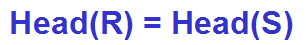 Head(R) = Head(S)